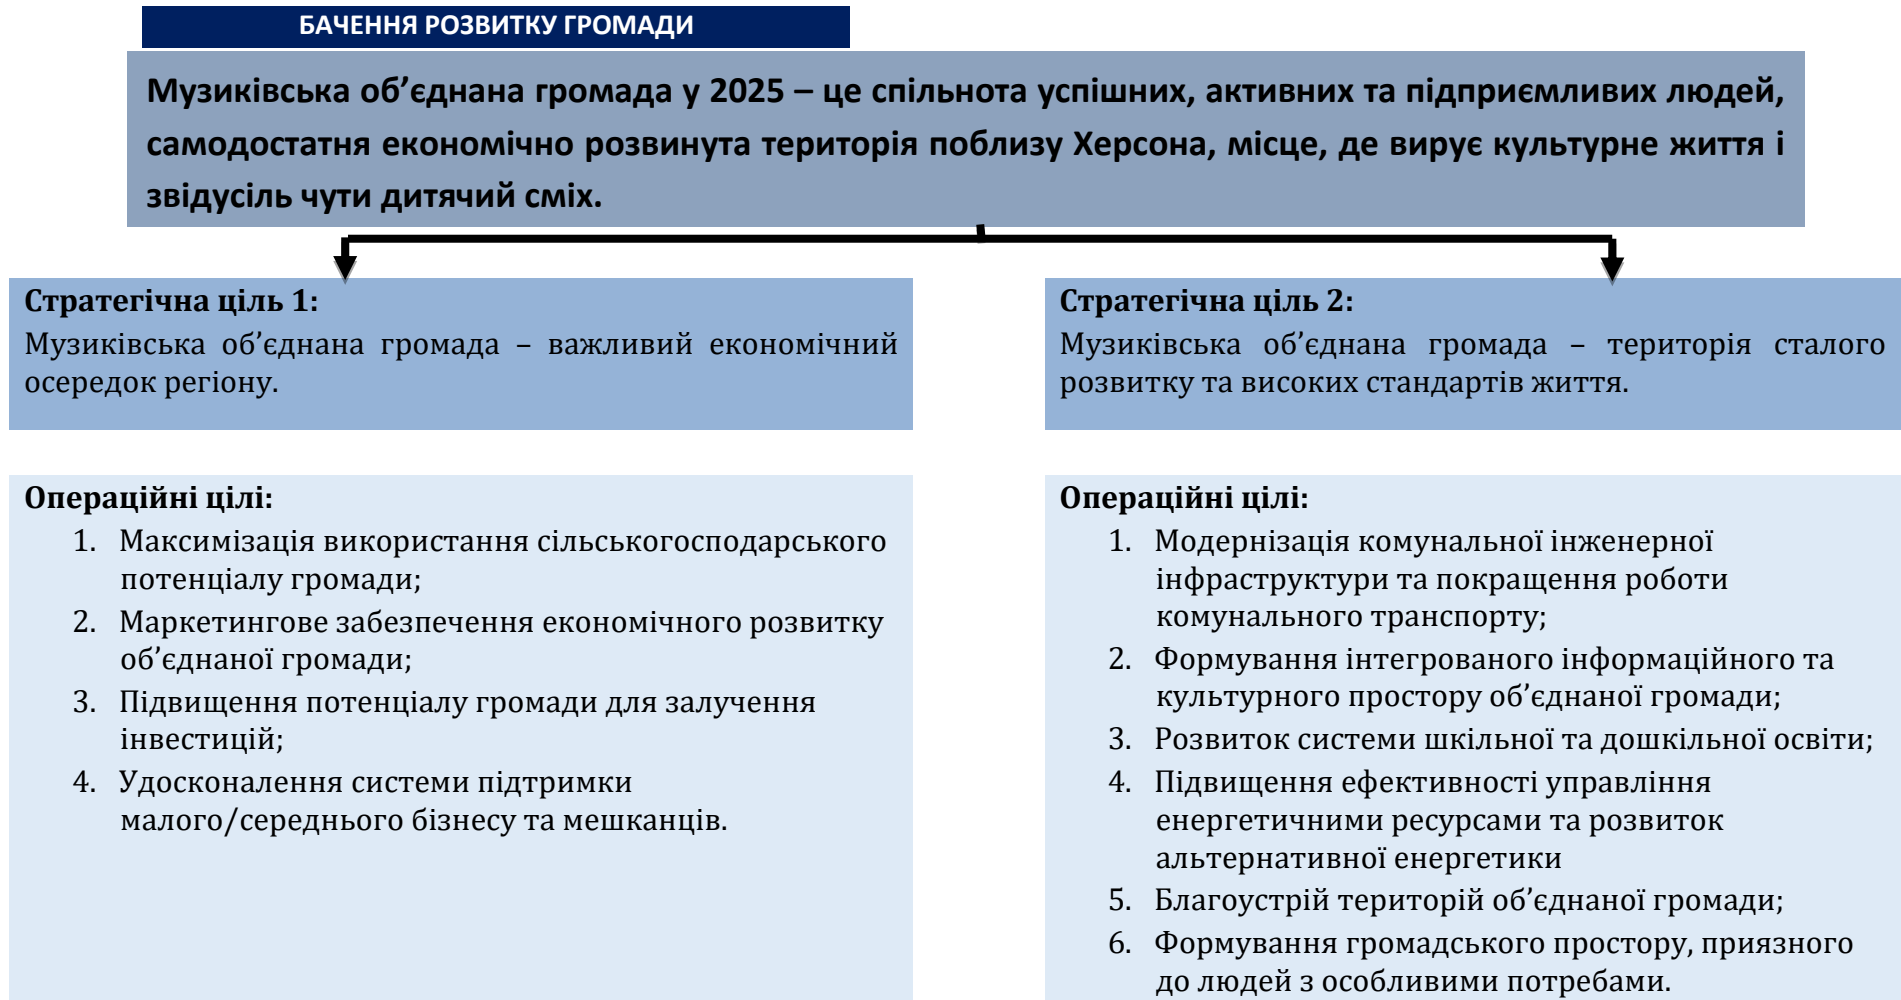 БАЧЕННЯ РОЗВИТКУ ГРОМАДИ
Музиківська об’єднана громада у 2025 – це спільнота успішних, активних та підприємливих людей,
самодостатня економічно розвинута територія поблизу Херсона, місце, де вирує культурне життя і
звідусіль чути дитячий сміх.
Стратегічна ціль 1:
Музиківська об’єднана громада – важливий економічний
осередок регіону.
Стратегічна ціль 2:
Музиківська об’єднана громада – територія сталого
розвитку та високих стандартів життя.
Операційні цілі:
1. Максимізація використання сільськогосподарського
потенціалу громади;
2. Маркетингове забезпечення економічного розвитку
об’єднаної громади;
3. Підвищення потенціалу громади для залучення
інвестицій;
4. Удосконалення системи підтримки
малого/середнього бізнесу та мешканців.
Операційні цілі:
1. Модернізація комунальної інженерної
інфраструктури та покращення роботи
комунального транспорту;
2. Формування інтегрованого інформаційного та
культурного простору об’єднаної громади;
3. Розвиток системи шкільної та дошкільної освіти;
4. Підвищення ефективності управління
енергетичними ресурсами та розвиток
альтернативної енергетики
5. Благоустрій територій об’єднаної громади;
6. Формування громадського простору, приязного
до людей з особливими потребами.